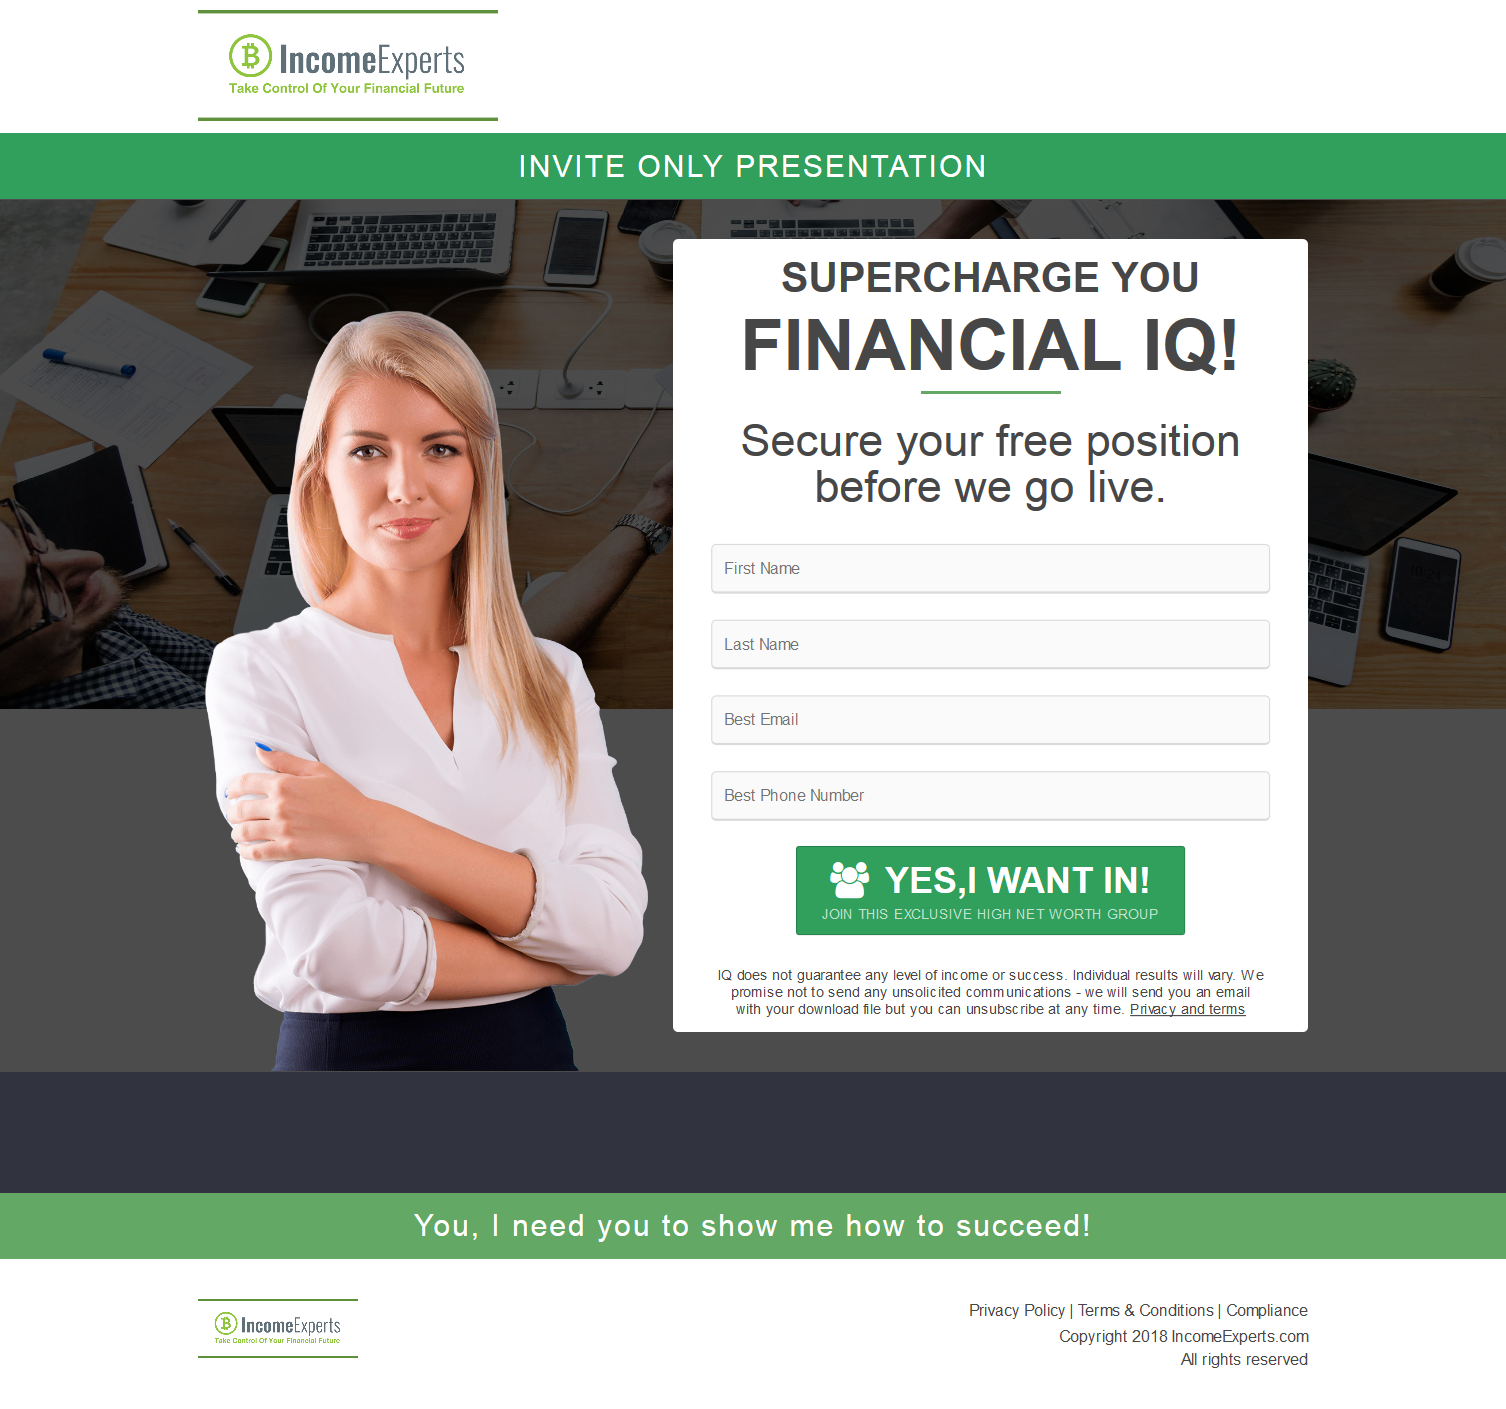 IncomeExperts
Take Control Of Your Financial Future
INVITE ONLY PRESENTATION
SUPERCHARGE YOU
FINANCIAL IQ!
Secure your free position
before we go live.
First Name
Last Name
Best Email
Best Phone Number
YES,I WANT IN!
JOIN THIS EXCLUSIVE HIGH NET WORTH GROUP
IQ does not guarantee any level of income or success. Individual results will vary. We
promise not to send any unsolicited communications - we will send you an email
with your download file but you can unsubscribe at any time. Privacy and terms
You, I need you to show me how to succeed!
IncomeExperts
Take Control Of Your Financial Future
Privacy Policy | Terms & Conditions | Compliance
Copyright 2018 IncomeExperts.com
All rights reserved